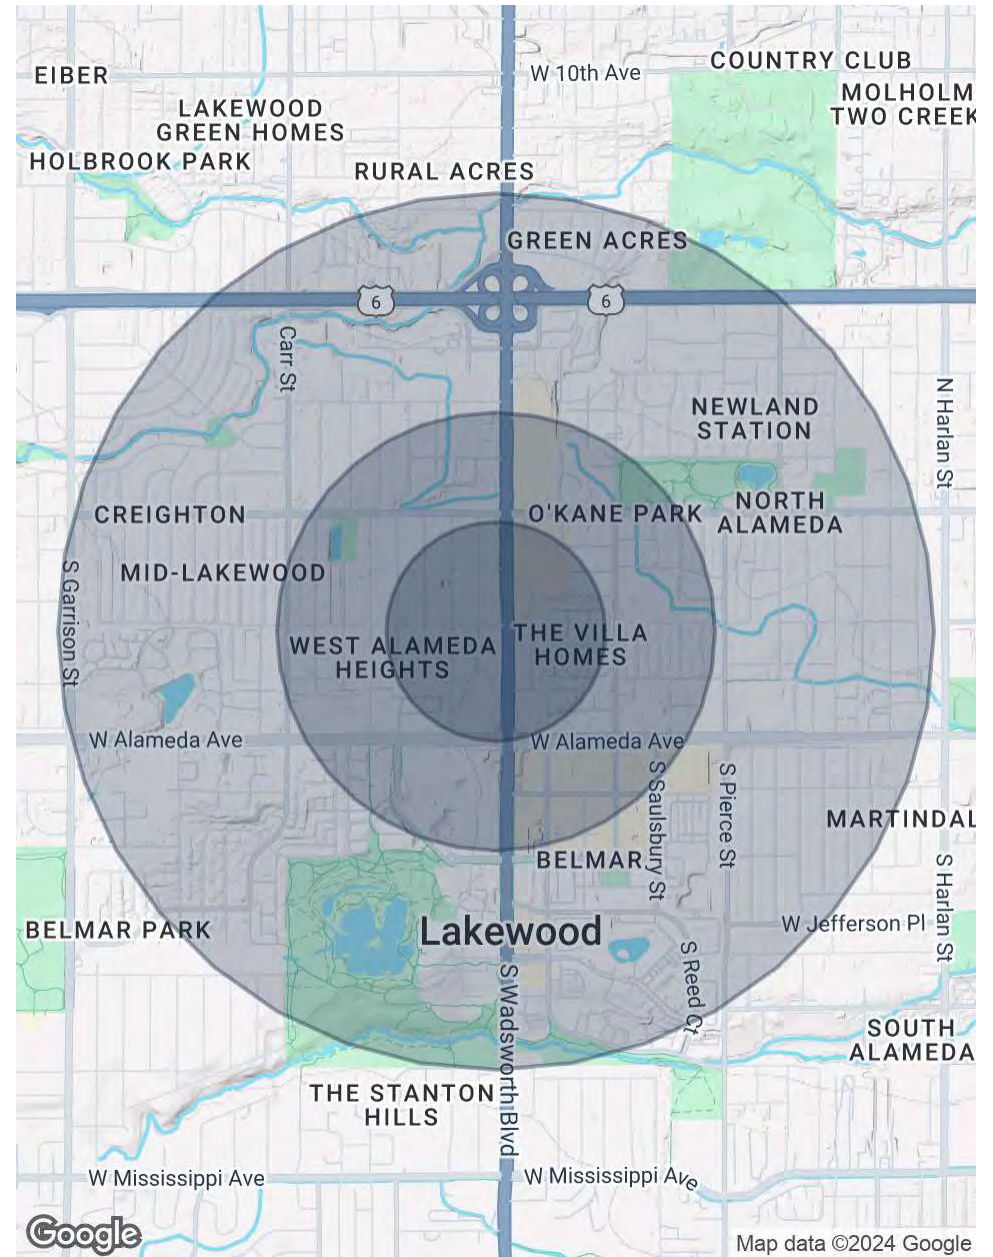 W 10th Ave
COUNTRY CLUB
EIBER
MOLHOLM
TWO CREEK
LAKEWOOD
GREEN HOMES
HOLBROOK PARK
RURAL ACRES
GREEN ACRES
6
6
Carr St
N Harlan St
NEWLAND
STATION
CREIGHTON
O'KANE PARK
NORTH
ALAMEDA
MID-LAKEWOOD
S Garrison St
WEST ALAMEDA
HEIGHTS
THE VILLA
HOMES
W Alameda Ave
W Alameda Ave
S Saulsbury St
S Pierce St
MARTINDAL
BELMAR
S Harlan St
BELMAR PARK
Lakewood
W Jefferson Pl
S Reed Ct
S Wadsworth Blvd
SOUTH
ALAMEDA
THE STANTON
HILLS
W Mississippi Ave
W Mississippi Ave
Google
Map data ©2024 Google